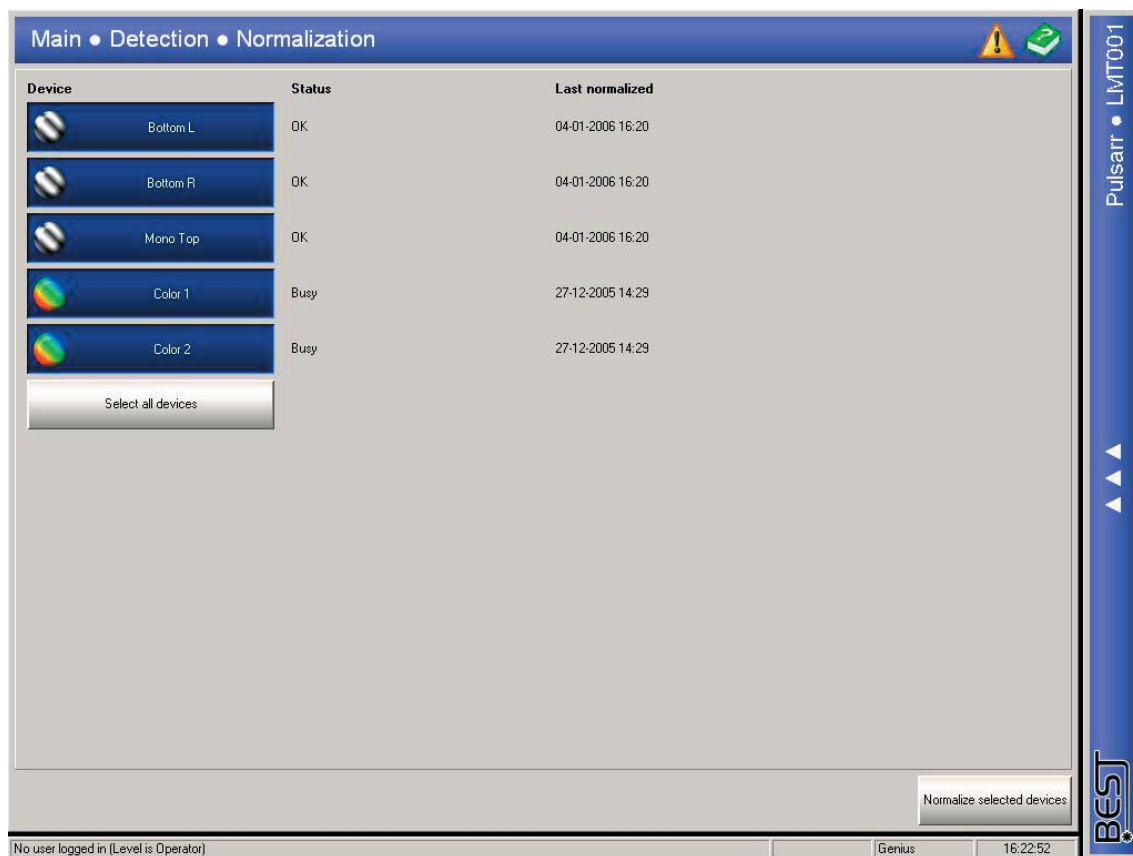 Main ● Detection ● Normalization
Device Status Last normalized
Bottom L OK 04-01-2006 16:20
Bottom R OK 04-01-2006 16:20
Mono Top OK 04-01-2006 16:20
Color 1 Busy 27-12-2005 14:29
Color 2 Busy 27-12-2005 14:29
Select all devices
Normalize selected devices
No user logged in (Level is Operator) Genius 16:22:52
Pulsarr ● LMT001
BEST